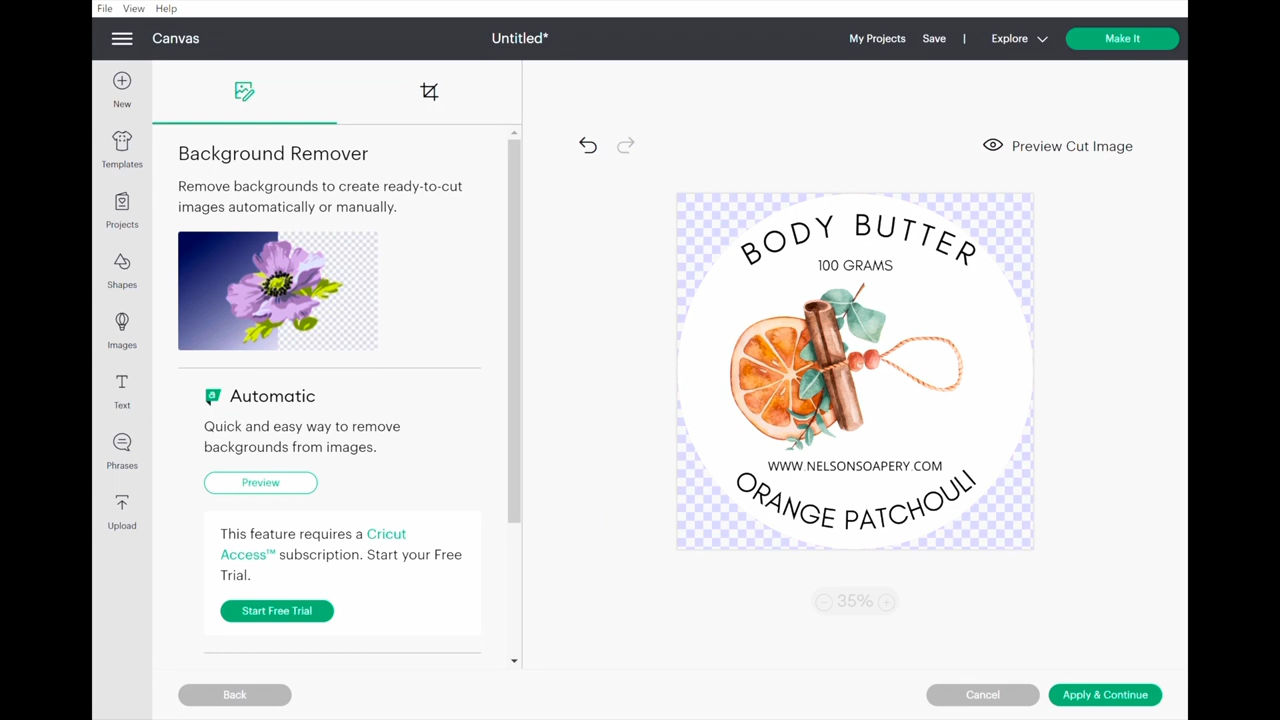 File View Help
Canvas
Untitled*
My Projects Save | Explore Make It
New
Templates
Projects
Shapes
Images
Text
Phrases
Upload
Background Remover
Remove backgrounds to create ready-to-cut
images automatically or manually.
a Automatic
Quick and easy way to remove
backgrounds from images.
Preview
This feature requires a Cricut
Access™ subscription. Start your Free
Trial.
Start Free Trial
Back
Preview Cut Image
BODY BUTTER
100 GRAMS
WWW.NELSONSOAPERY.COM
ORANGE PATCHOULI
35%
Cancel Apply & Continue